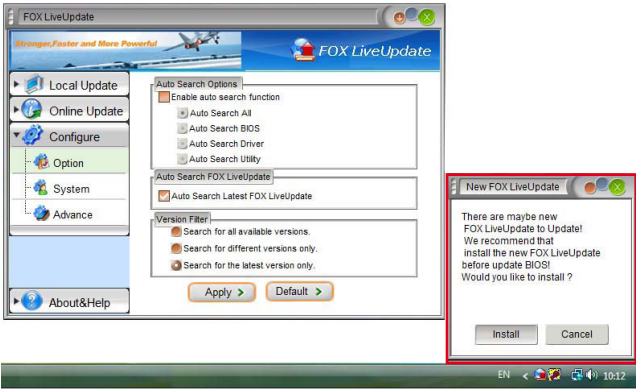 FOX LiveUpdate
Stronger,Faster and More Powerful
FOX LiveUpdate
Local Update
Online Update
Configure
Option
System
Advance
About&Help
Auto Search Options
Enable auto search function
Auto Search All
Auto Search BIOS
Auto Search Driver
Auto Search Utility
Auto Search FOX LiveUpdate
Auto Search Latest FOX LiveUpdate
Version Filter
Search for all available versions.
Search for different versions only.
Search for the latest version only.
Apply >
Default >
New FOX LiveUpdate
There are maybe new
FOX LiveUpdate to Update!
We recommend that
install the new FOX LiveUpdate
before update BIOS!
Would you like to install ?
Install
Cancel
EN < 10:12